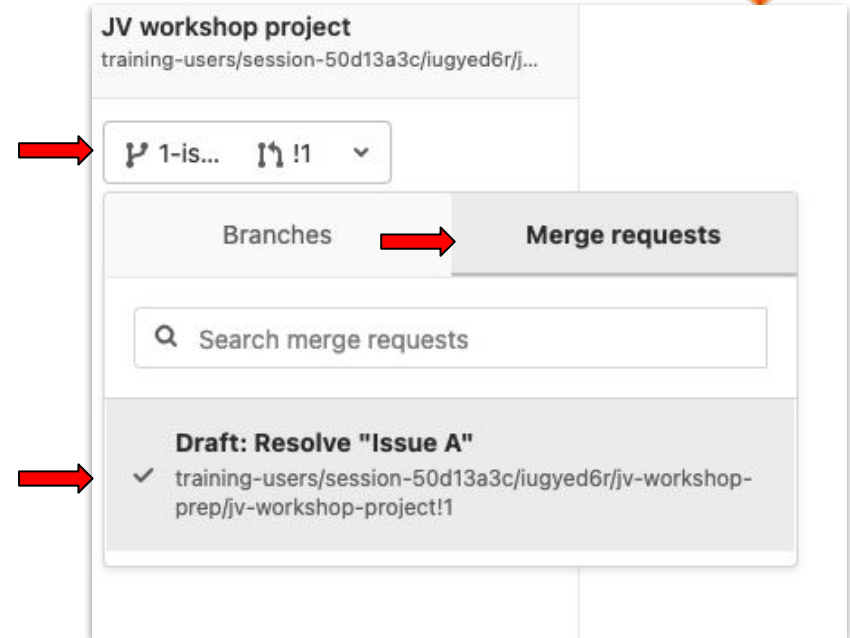 JV workshop project
training-users/session-50d13a3c/iugyed6r/j...
1-is... !1
Branches Merge requests
Search merge requests
Draft: Resolve "Issue A"
training-users/session-50d13a3c/iugyed6r/jv-workshop-
prep/jv-workshop-project!1